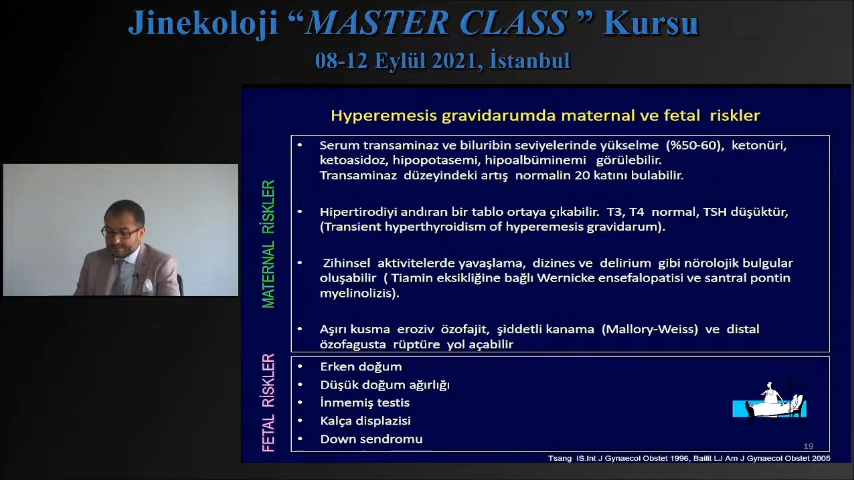 Jinekoloji “MASTER CLASS ” Kursu
08-12 Eylül 2021, İstanbul
Hyperemesis gravidarumda maternal ve fetal riskler
MATERNAL RİSKLER
• Serum transaminaz ve biluribin seviyelerinde yükselme (%50-60), ketonüri,
ketoasidoz, hipopotasemi, hipoalbüminemi görülebilir.
Transaminaz düzeyindeki artış normalin 20 katını bulabilir.
• Hipertirodiyi andıran bir tablo ortaya çıkabilir. T3, T4 normal, TSH düşüktür,
(Transient hyperthyroidism of hyperemesis gravidarum).
• Zihinsel aktivitelerde yavaşlama, dizines ve delirium gibi nörolojik bulgular
oluşabilir ( Tiamin eksikliğine bağlı Wernicke ensefalopatisi ve santral pontin
myelinolizis).
• Aşırı kusma eroziv özofajit, şiddetli kanama (Mallory-Weiss) ve distal
özofagusta rüptüre yol açabilir
FETAL RİSKLER
• Erken doğum
• Düşük doğum ağırlığı
• İnmemiş testis
• Kalça displazisi
• Down sendromu
19
Tsang IS.Int J Gynaecol Obstet 1996, Bailit LJ Am J Gynaecol Obstet 2005